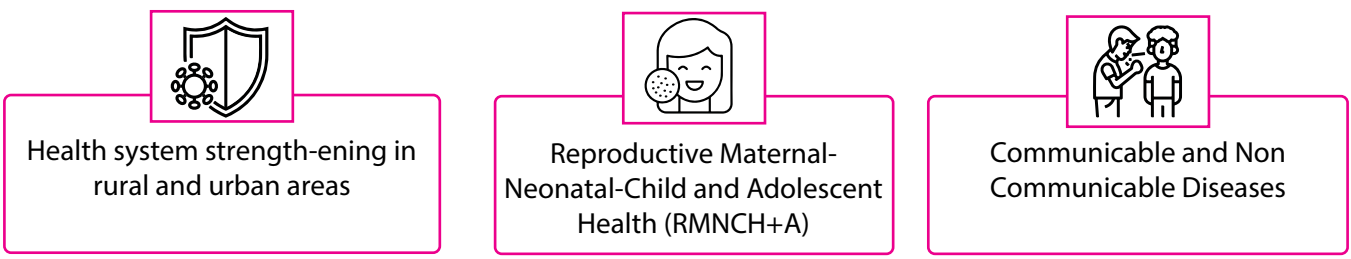 Health system strength-ening in
rural and urban areas
Reproductive Maternal-
Neonatal-Child and Adolescent
Health (RMNCH+A)
Communicable and Non
Communicable Diseases